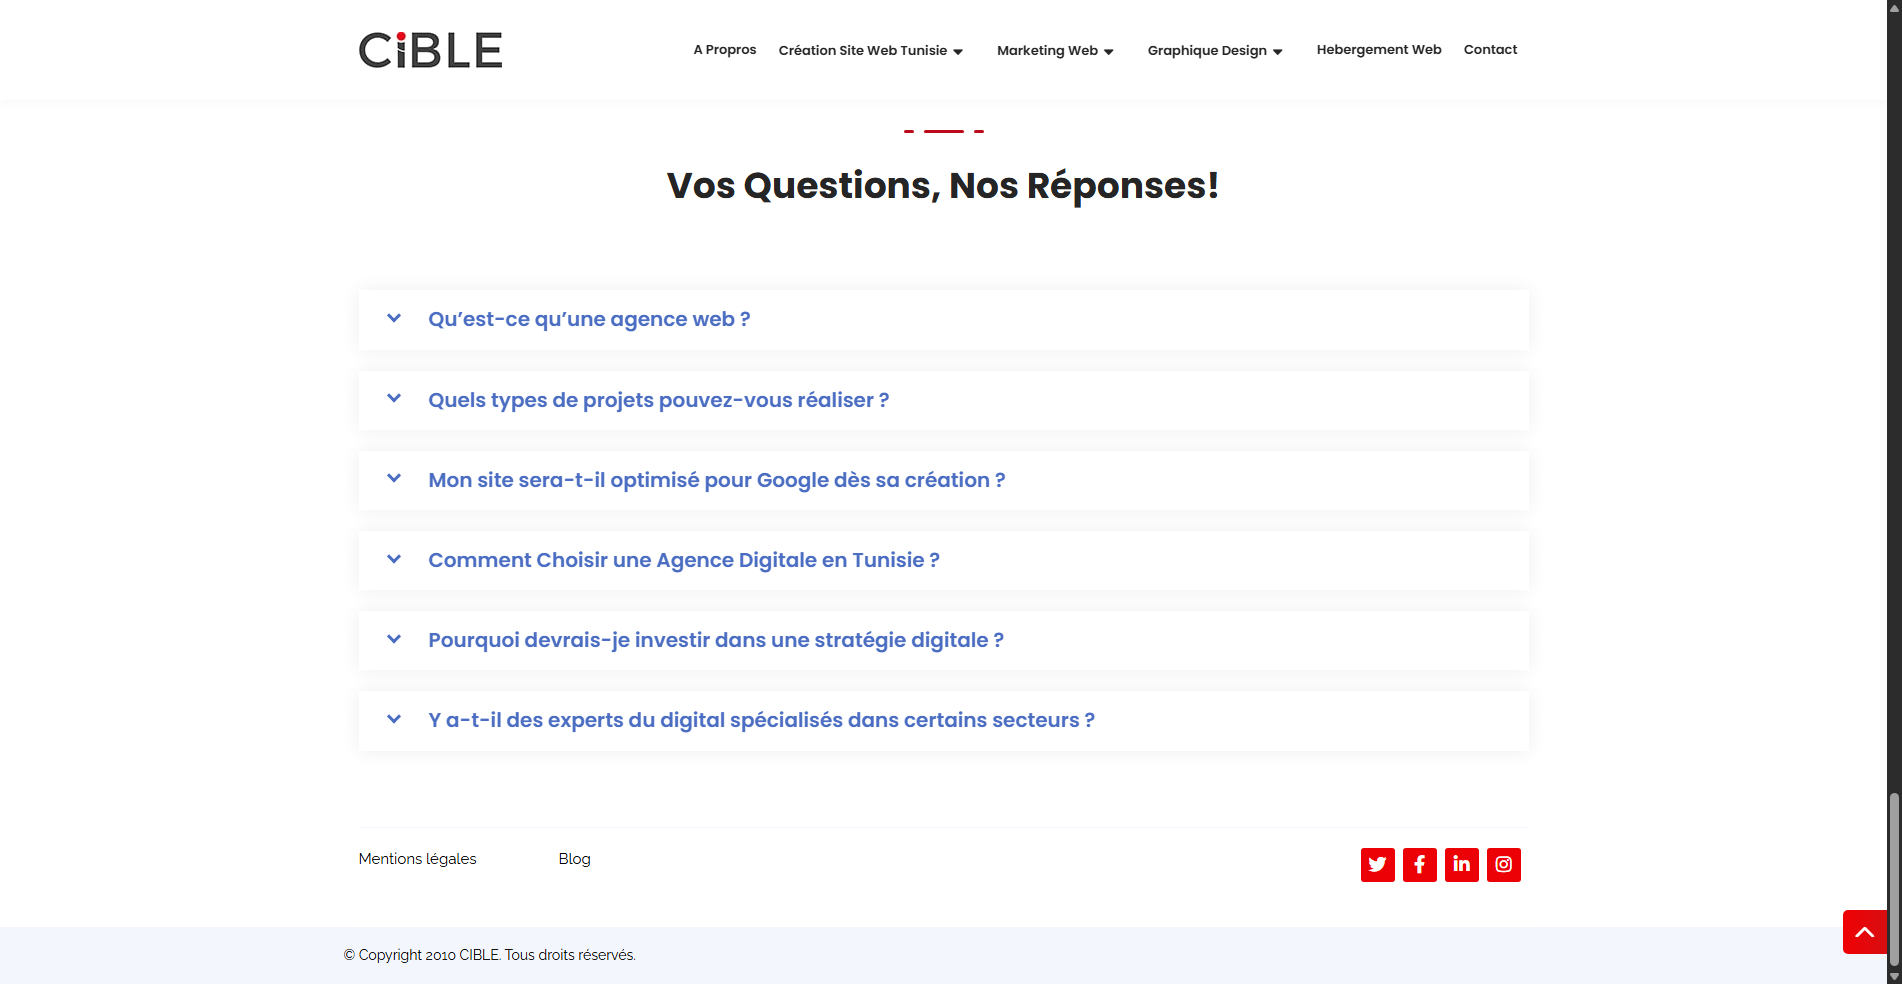 CiBLE
A Propros
Création Site Web Tunisie
Marketing Web
Graphique Design
Hebergement Web
Contact
Vos Questions, Nos Réponses!
Qu’est-ce qu’une agence web ?
Quels types de projets pouvez-vous réaliser ?
Mon site sera-t-il optimisé pour Google dès sa création ?
Comment Choisir une Agence Digitale en Tunisie ?
Pourquoi devrais-je investir dans une stratégie digitale ?
Y a-t-il des experts du digital spécialisés dans certains secteurs ?
Mentions légales
Blog
© Copyright 2010 CIBLE. Tous droits réservés.